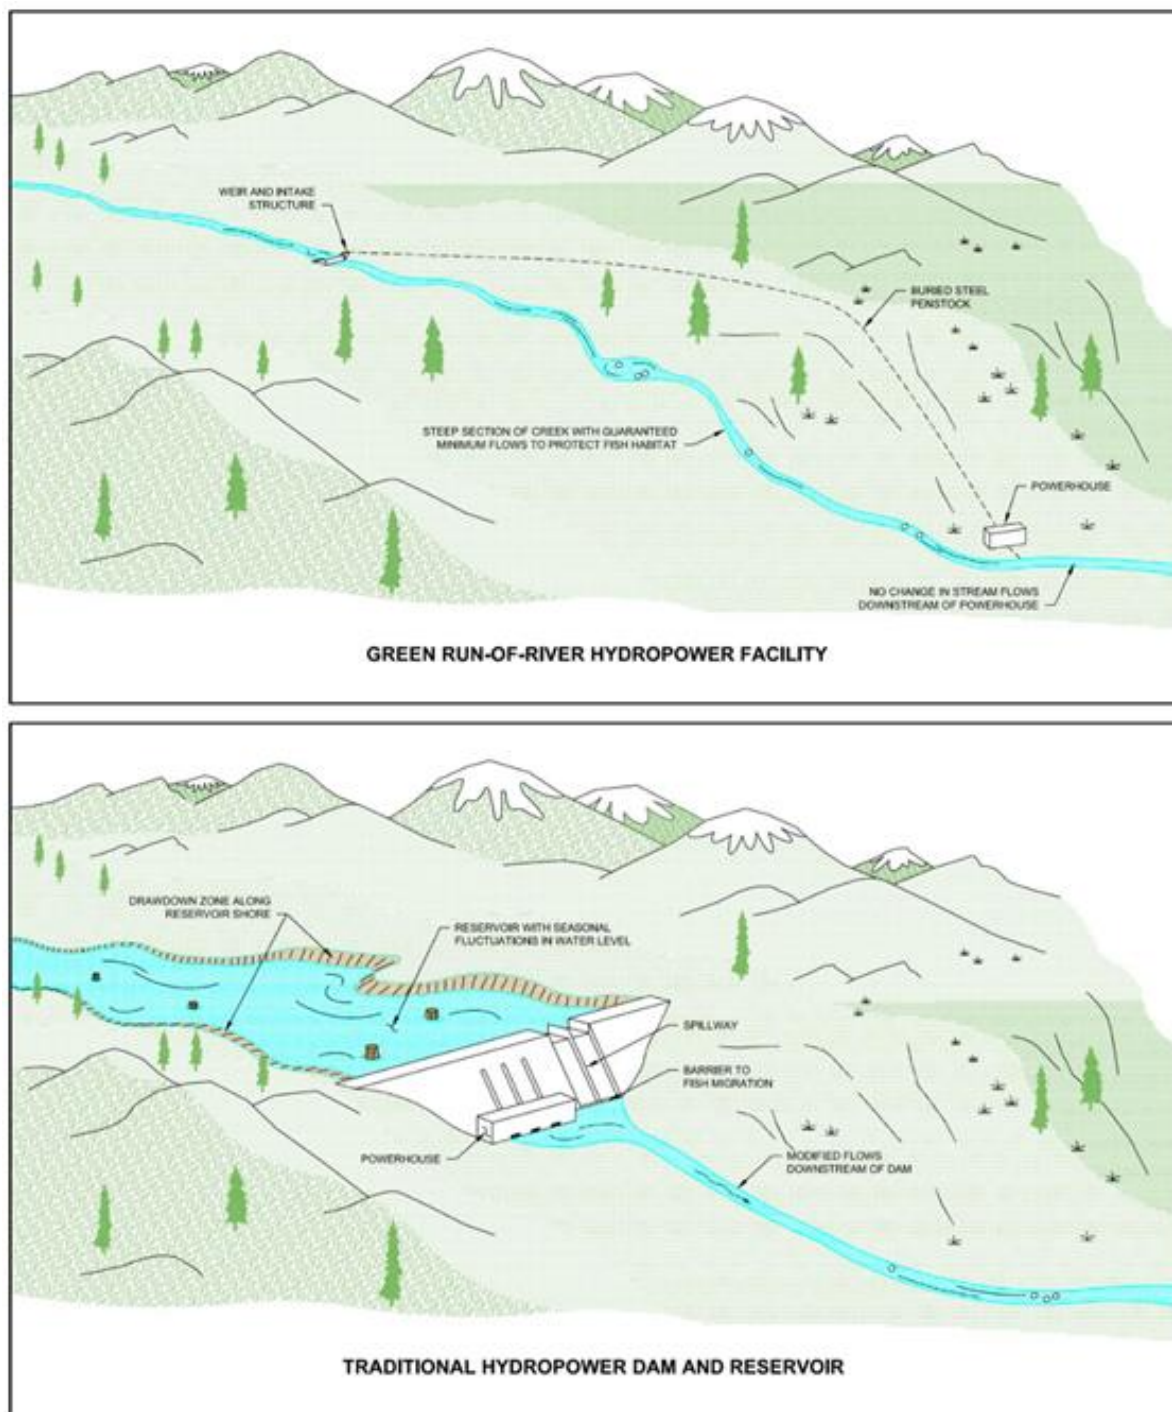 WEIR AND INTAKE
STRUCTURE
BURIED STEEL
PENSTOCK
STEEP SECTION OF CREEK WITH GUARANTEED
MINIMUM FLOWS TO PROTECT FISH HABITAT
POWERHOUSE
NO CHANGE IN STREAM FLOWS
DOWNSTREAM OF POWERHOUSE
GREEN RUN-OF-RIVER HYDROPOWER FACILITY
DRAWDOWN ZONE ALONG
RESERVOIR SHORE
RESERVOIR WITH SEASONAL
FLUCTUATIONS IN WATER LEVEL
SPILLWAY
BARRIER TO
FISH MIGRATION
POWERHOUSE
MODIFIED FLOWS
DOWNSTREAM OF DAM
TRADITIONAL HYDROPOWER DAM AND RESERVOIR